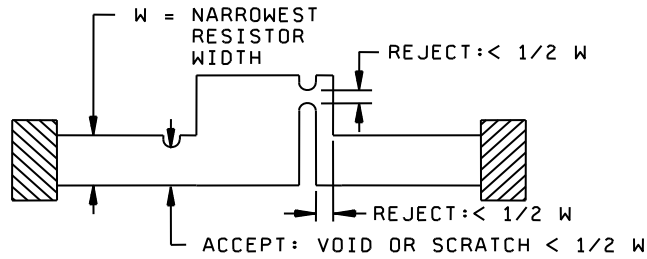 W = NARROWEST
RESISTOR
WIDTH
REJECT:< 1/2 W
REJECT:< 1/2 W
ACCEPT: VOID OR SCRATCH < 1/2 W